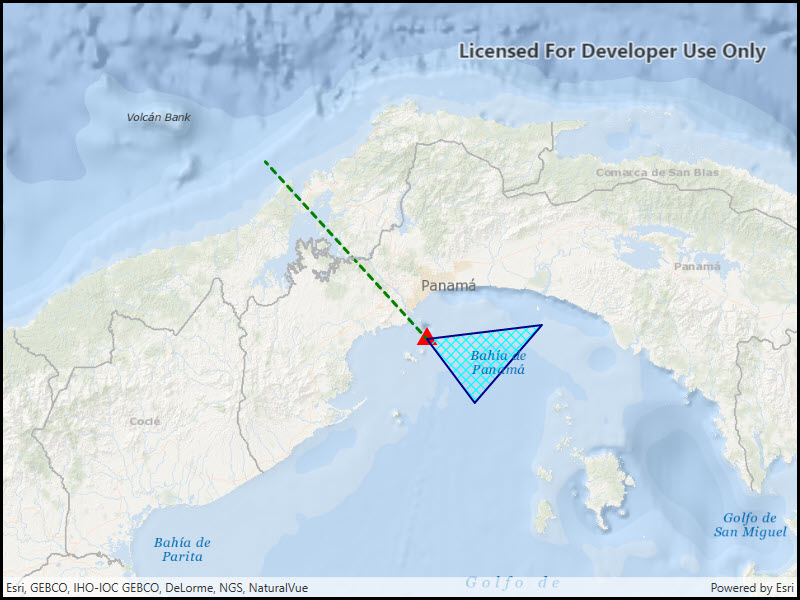 Licensed For Developer Use Only
Volcán Bank
Comarca de San Blas
Panamá
Panamá
Bahía de
Panamá
Coclé
Golfo de
San Miguel
Bahía de
Parita
Golfo de
Esri, GEBCO, IHO-IOC GEBCO, DeLorme, NGS, NaturalVue
Powered by Esri